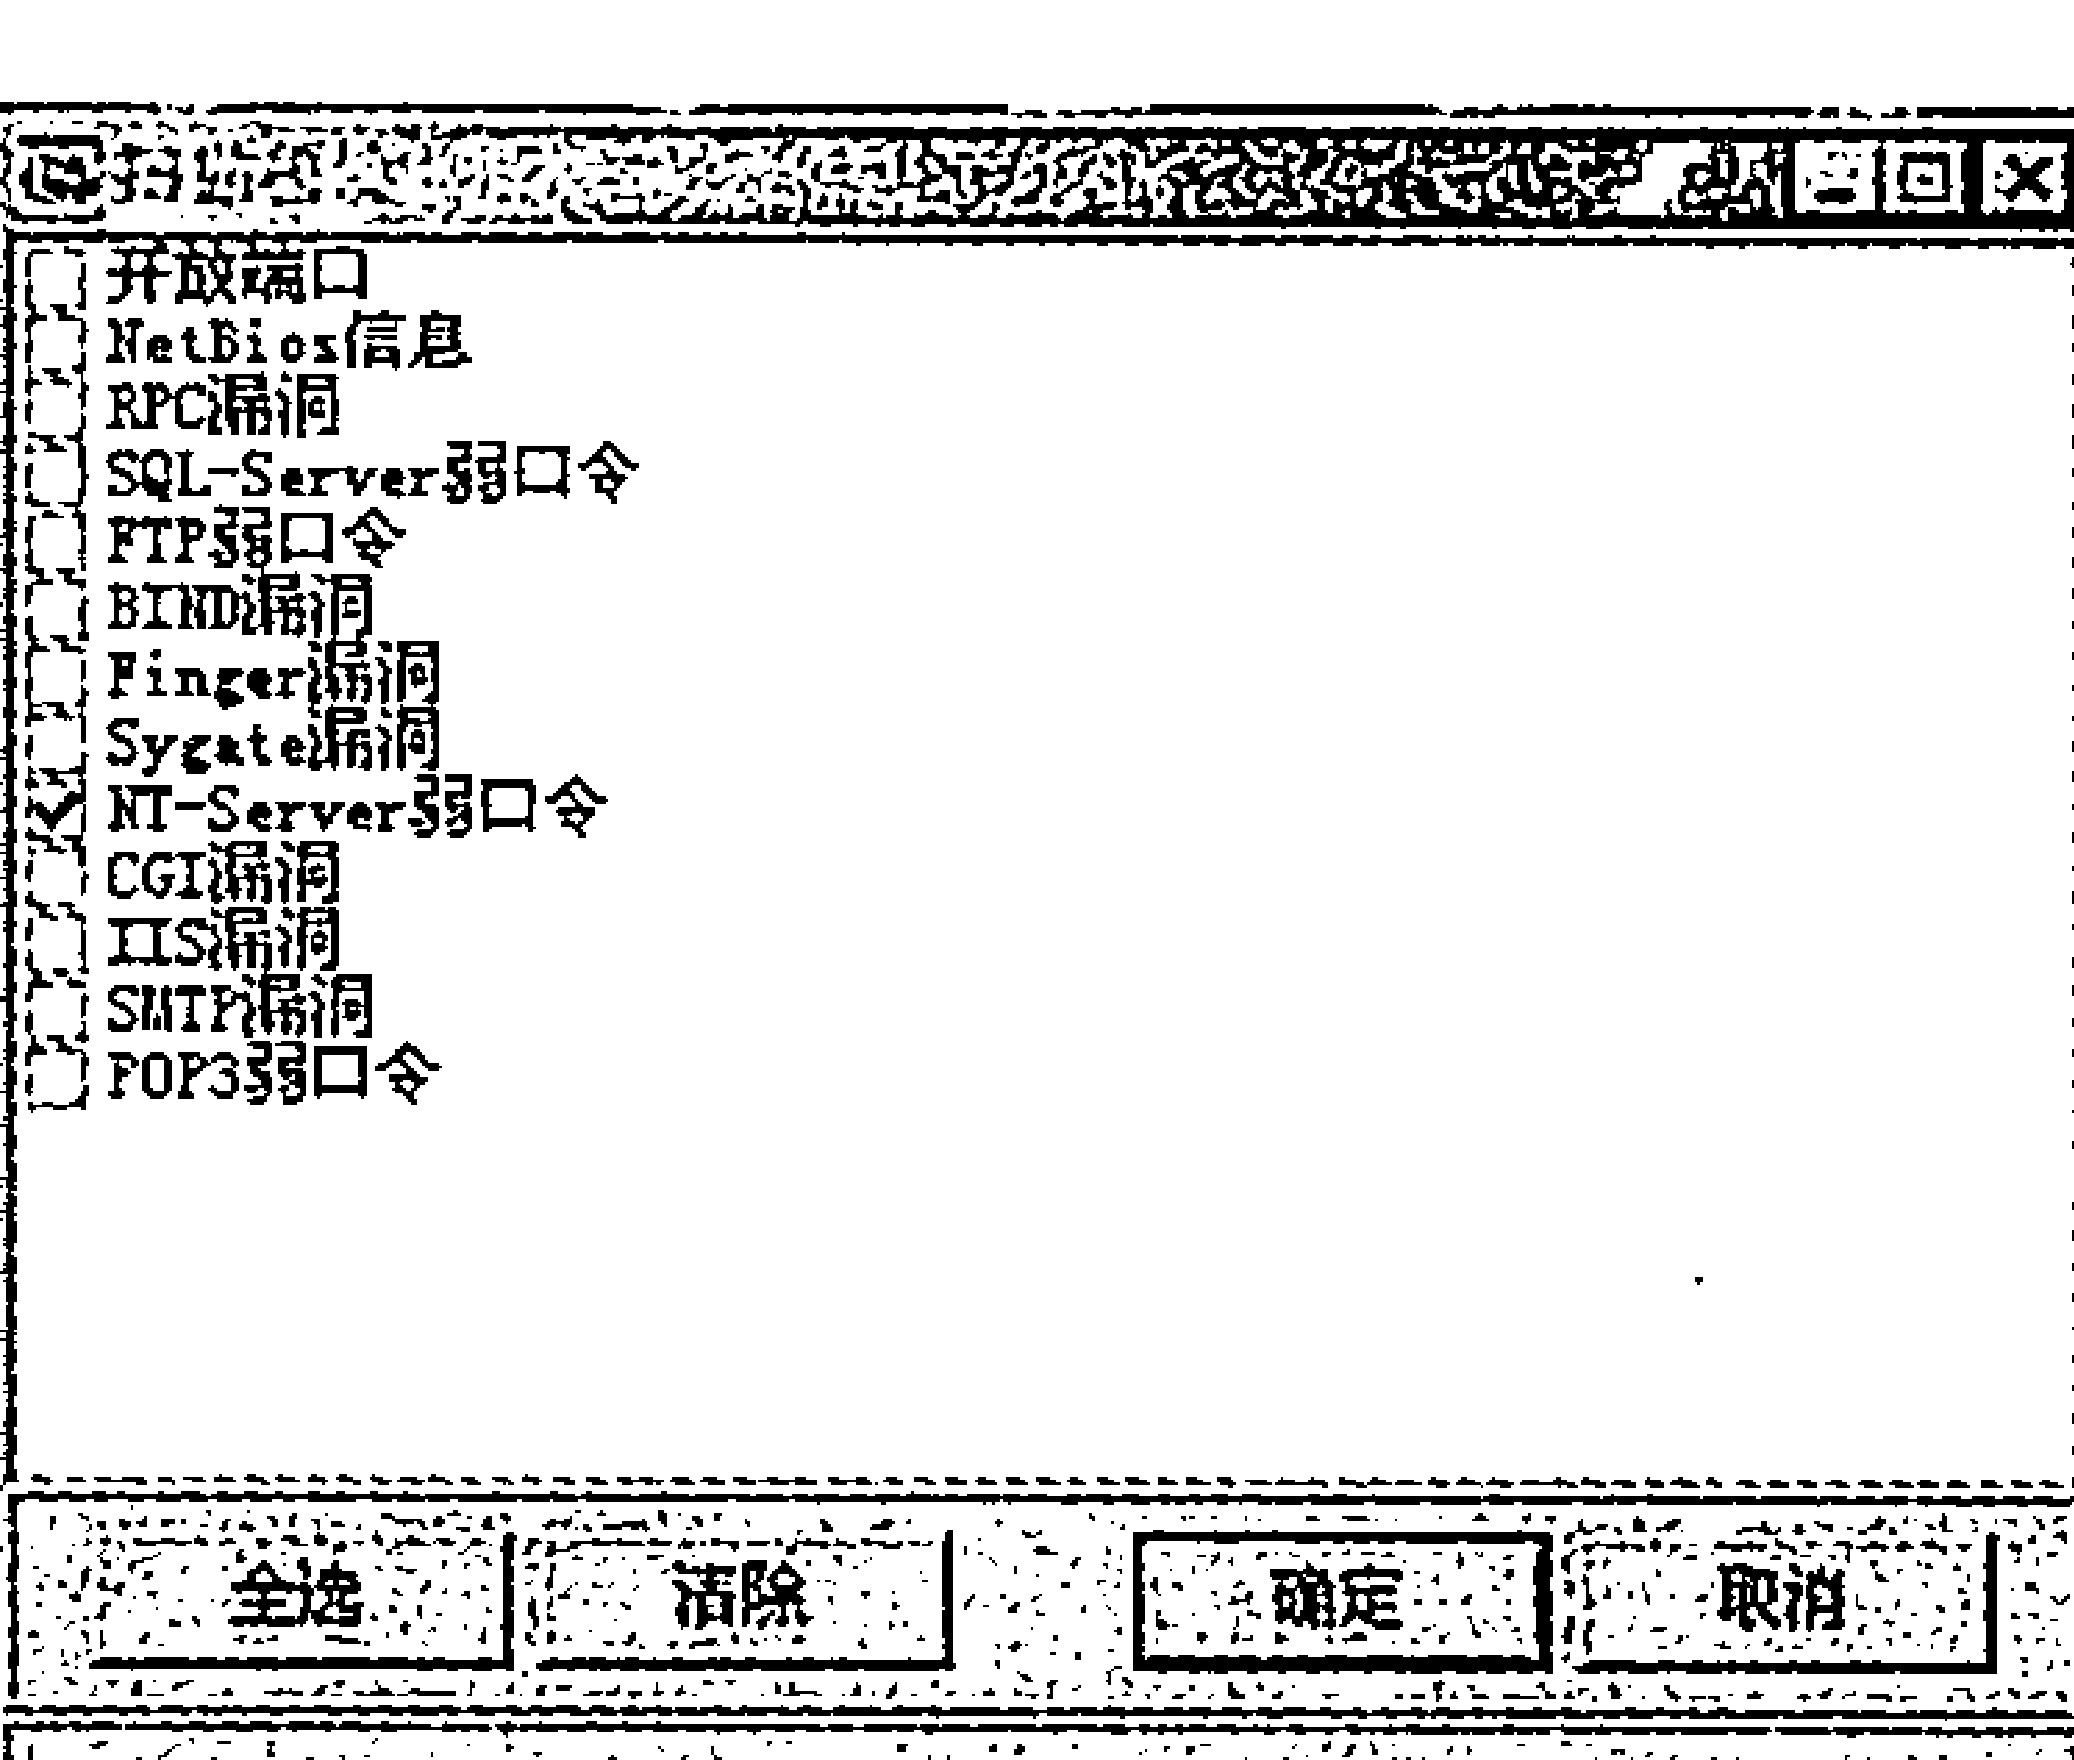 开放端口
NetBios信息
RPC漏洞
SQL-Server弱口令
FTP弱口令
BIND漏洞
Finger漏洞
Sygate漏洞
NT-Server弱口令
CGI漏洞
IIS漏洞
SMTP漏洞
POP3弱口令
全选 清除 确定 取消